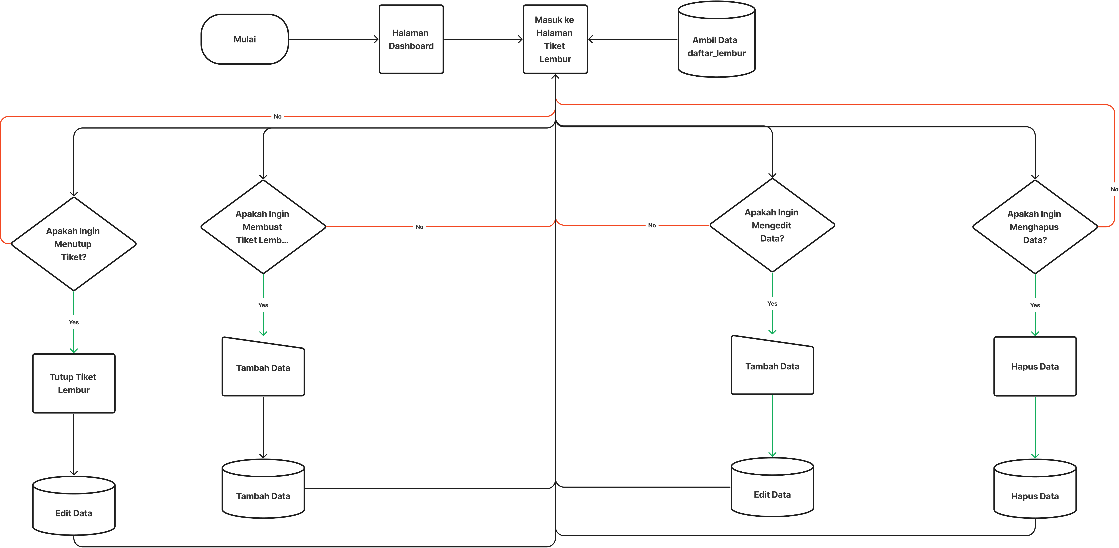 Mulai
Halaman
Dashboard
Masuk ke
Halaman
Tiket
Lembur
Ambil Data
daftar_lembur
No
No
Apakah Ingin
Menutup
Tiket?
Apakah Ingin
Membuat
Tiket Lemb...
No
No
Apakah Ingin
Mengedit
Data?
Apakah Ingin
Menghapus
Data?
Yes
Yes
Yes
Yes
Tutup Tiket
Lembur
Tambah Data
Tambah Data
Hapus Data
Edit Data
Tambah Data
Edit Data
Hapus Data